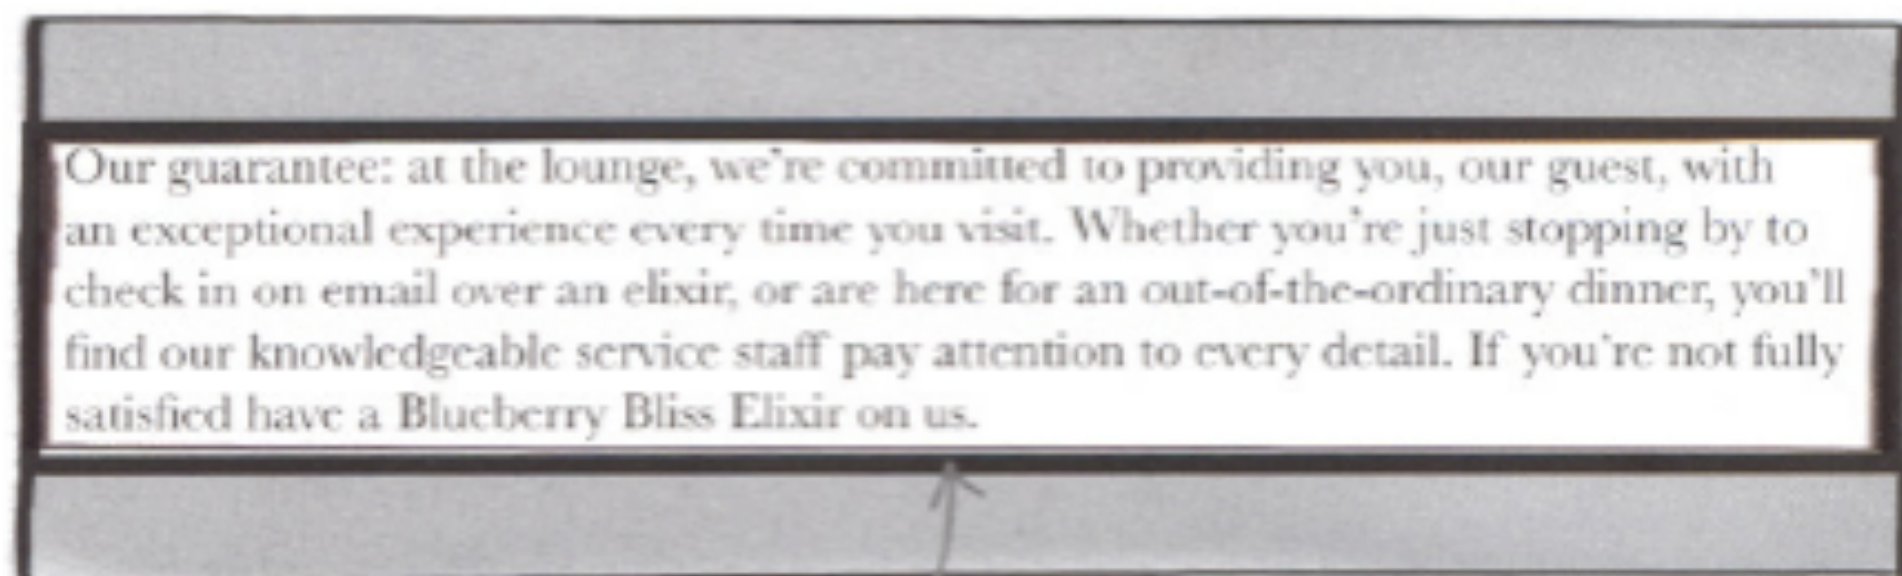 Our guarantee: at the lounge, we're committed to providing you, our guest, with
an exceptional experience every time you visit. Whether you're just stopping by to
check in on email over an elixir, or are here for an out-of-the-ordinary dinner, you'll
find our knowledgeable service staff pay attention to every detail. If you're not fully
satisfied have a Blueberry Bliss Elixir on us.